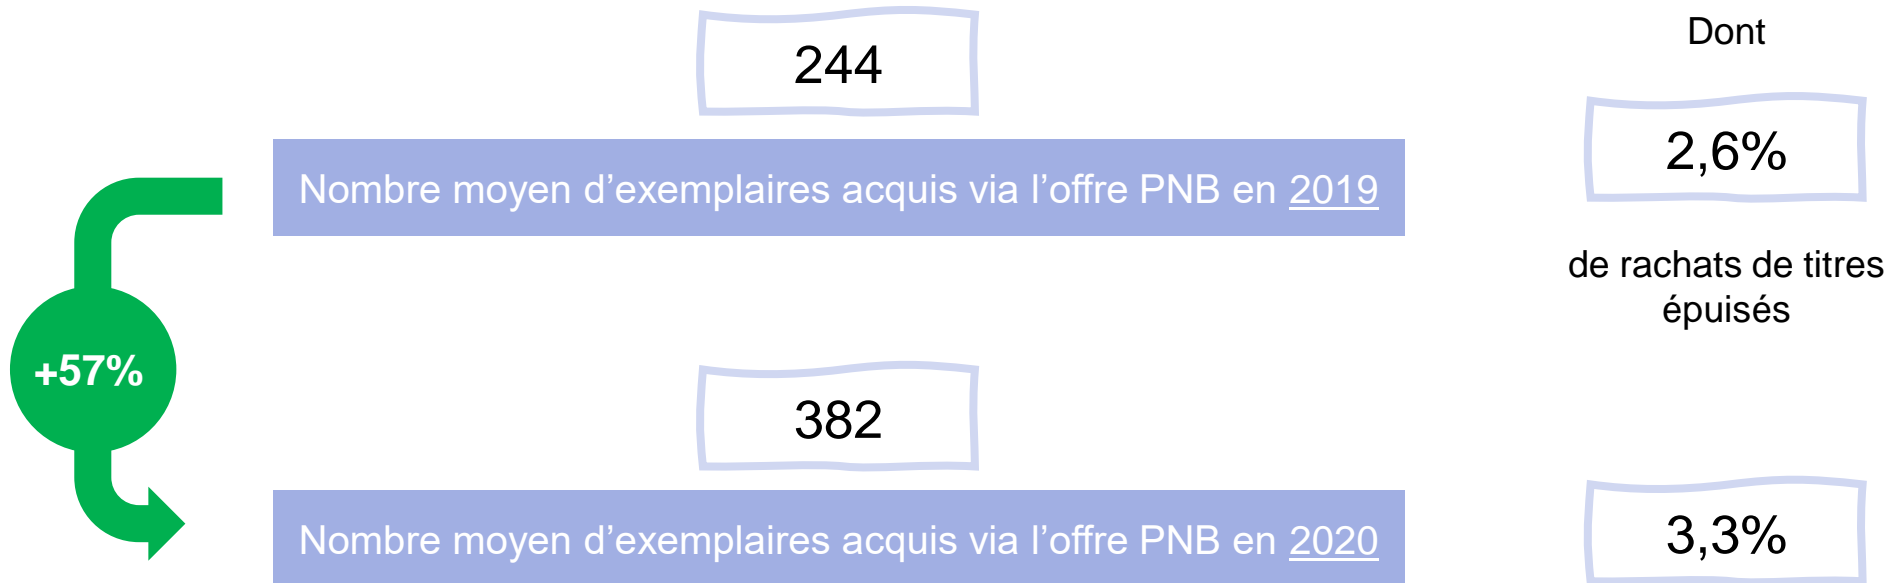 244
Dont
2,6%
Nombre moyen d’exemplaires acquis via l’offre PNB en 2019
de rachats de titres
épuisés
+57%
382
Nombre moyen d’exemplaires acquis via l’offre PNB en 2020
3,3%